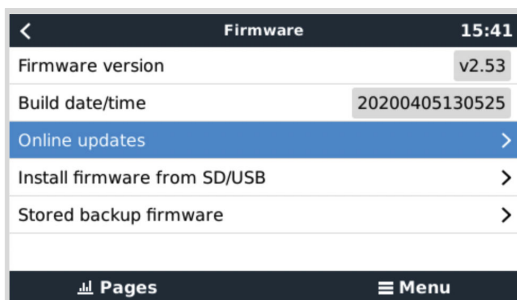 Firmware 15:41
Firmware version v2.53
Build date/time 20200405130525
Online updates
Install firmware from SD/USB
Stored backup firmware
Pages Menu